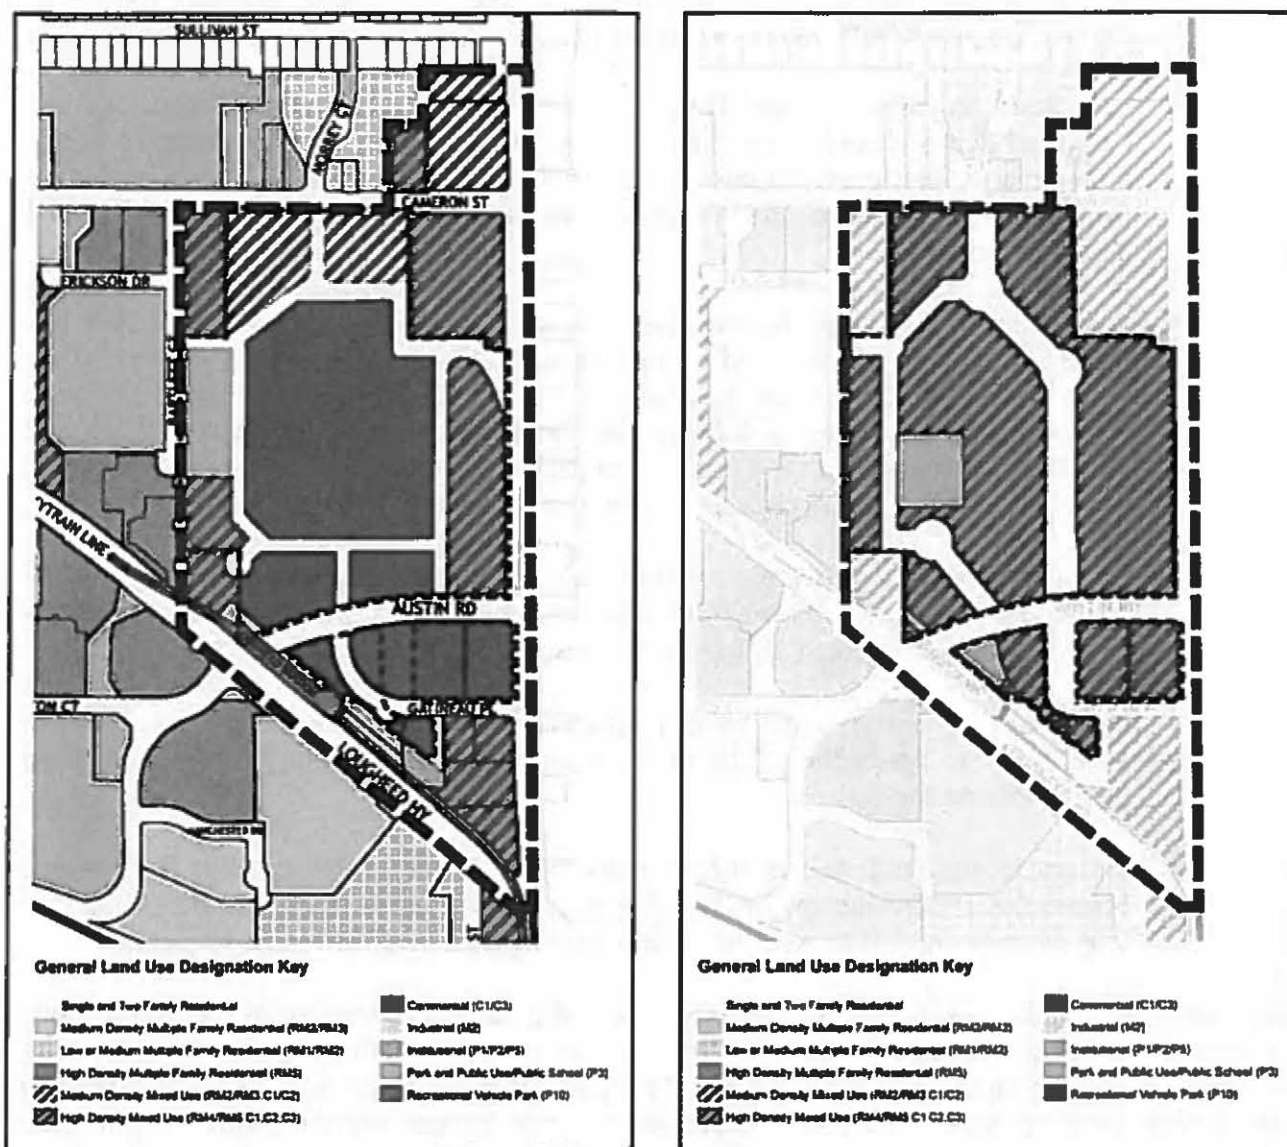 SULLIVAN ST
CAMERON ST
ERICKSON DR
AUSTIN RD
GATINEAU PL
LOUGHEED HY
ST.
General Land Use Designation Key
Single and Two Family Residential
Medium Density Multiple Family Residential (RM2/RM3)
Low or Medium Multiple Family Residential (RM1/RM2)
High Density Multiple Family Residential (RM5)
Medium Density Mixed Use (RM2/RM3 C1/C2)
High Density Mixed Use (RM4/RM5 C1,C2,C3)
Commercial (C1/C3)
Industrial (M2)
Institutional (P1/P2/P5)
Park and Public Use/Public School (P3)
Recreational Vehicle Park (P10)
General Land Use Designation Key
Single and Two Family Residential
Medium Density Multiple Family Residential (RM2/RM3)
Low or Medium Multiple Family Residential (RM1/RM2)
High Density Multiple Family Residential (RM5)
Medium Density Mixed Use (RM2/RM3 C1/C2)
High Density Mixed Use (RM4/RM5 C1,C2,C3)
Commercial (C1/C3)
Industrial (M2)
Institutional (P1/P2/P5)
Park and Public Use/Public School (P3)
Recreational Vehicle Park (P10)